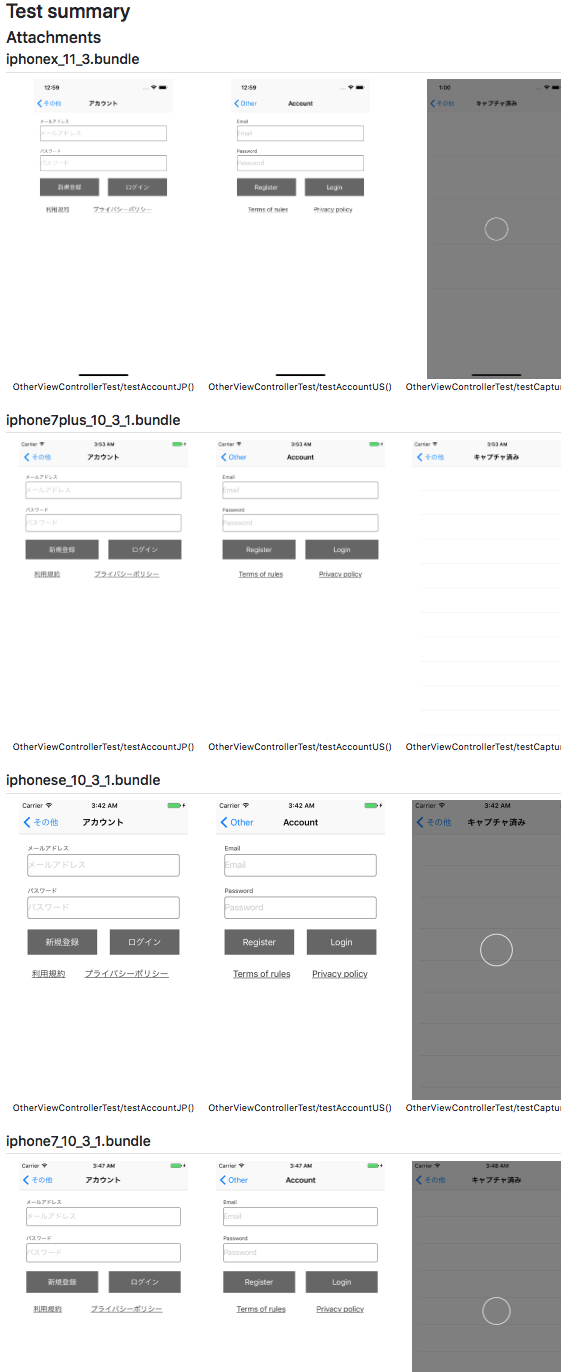 Test summary
Attachments
iphonex_11_3.bundle
12:59 12:59 1:00
その他 アカウント Other Account その他 キャプチャ済み
メールアドレス Email
メールアドレス Email
パスワード Password
パスワード Password
新規登録 ログイン Register Login
利用規約 プライバシーポリシー Terms of rules Privacy policy
OtherViewControllerTest/testAccountJP() OtherViewControllerTest/testAccountUS() OtherViewControllerTest/testCaptur
iphone7plus_10_3_1.bundle
Carrier 3:53 AM Carrier 3:53 AM Carrier 3:53 AM
その他 アカウント Other Account その他 キャプチャ済み
メールアドレス Email
メールアドレス Email
パスワード Password
パスワード Password
新規登録 ログイン Register Login
利用規約 プライバシーポリシー Terms of rules Privacy policy
OtherViewControllerTest/testAccountJP() OtherViewControllerTest/testAccountUS() OtherViewControllerTest/testCaptur
iphonese_10_3_1.bundle
Carrier 3:42 AM Carrier 3:42 AM Carrier 3:42 AM
その他 アカウント Other Account その他 キャプチャ済み
メールアドレス Email
メールアドレス Email
パスワード Password
パスワード Password
新規登録 ログイン Register Login
利用規約 プライバシーポリシー Terms of rules Privacy policy
OtherViewControllerTest/testAccountJP() OtherViewControllerTest/testAccountUS() OtherViewControllerTest/testCaptur
iphone7_10_3_1.bundle
Carrier 3:47 AM Carrier 3:47 AM Carrier 3:48 AM
その他 アカウント Other Account その他 キャプチャ済み
メールアドレス Email
メールアドレス Email
パスワード Password
パスワード Password
新規登録 ログイン Register Login
利用規約 プライバシーポリシー Terms of rules Privacy policy